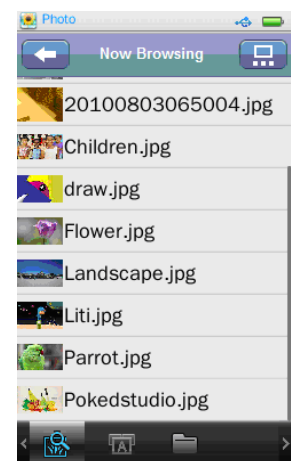 Photo
Now Browsing
20100803065004.jpg
Children.jpg
draw.jpg
Flower.jpg
Landscape.jpg
Liti.jpg
Parrot.jpg
Pokedstudio.jpg
A